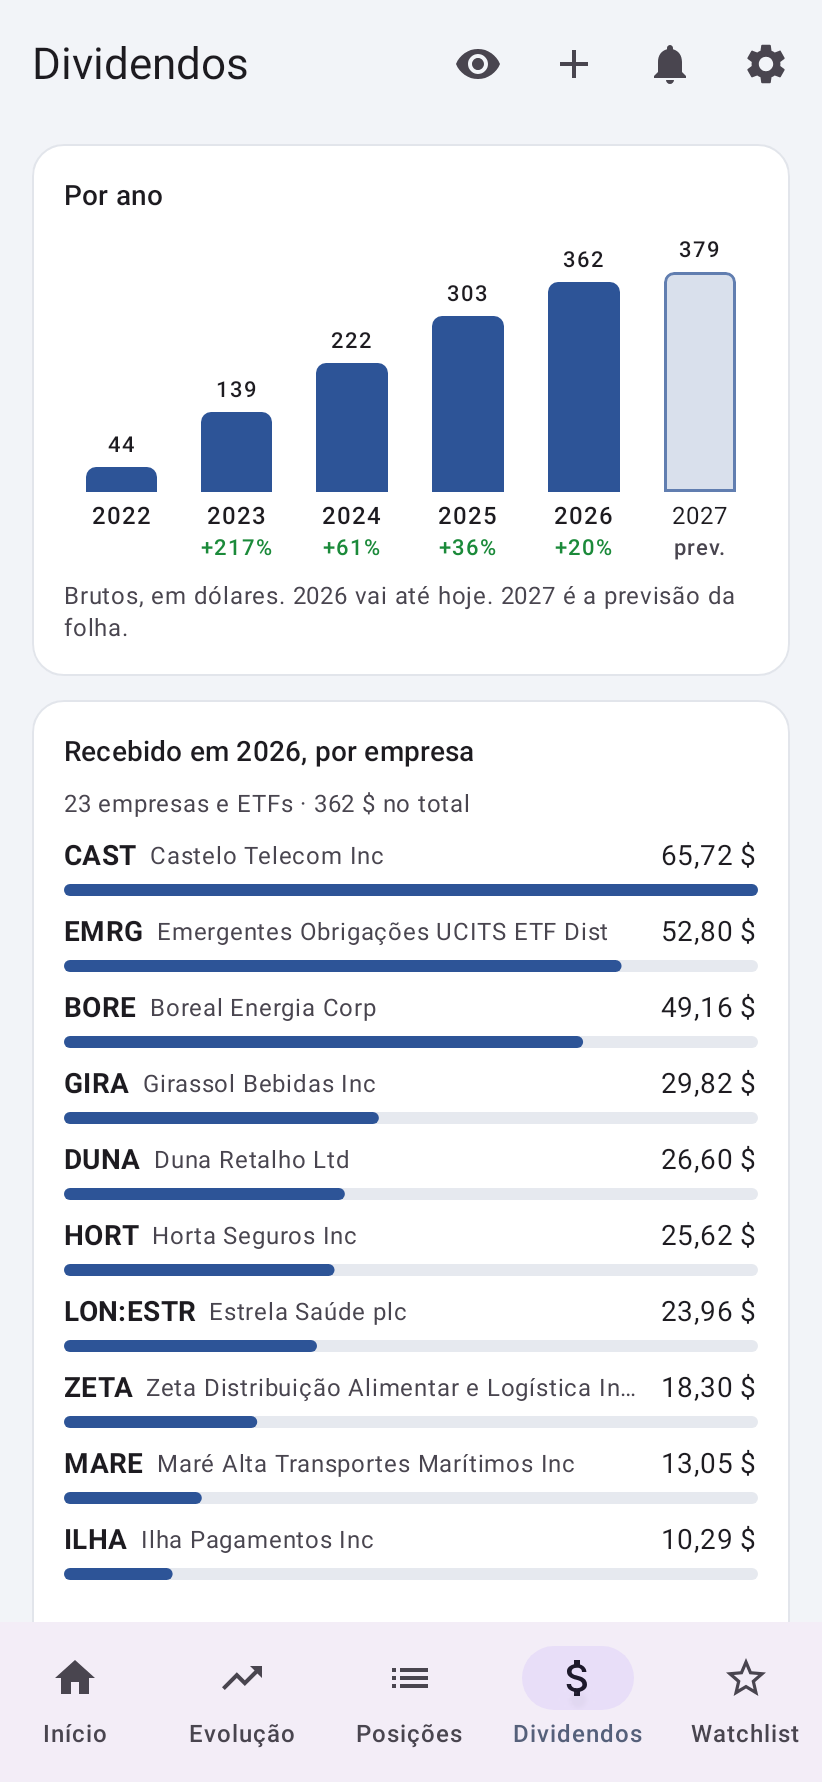 Dividendos
Por ano
44
139
222
303
362
379
2022
2023
2024
2025
2026
2027
+217%
+61%
+36%
+20%
prev.
Brutos, em dólares. 2026 vai até hoje. 2027 é a previsão da
folha.
Recebido em 2026, por empresa
23 empresas e ETFs · 362 $ no total
CAST Castelo Telecom Inc 65,72 $
EMRG Emergentes Obrigações UCITS ETF Dist 52,80 $
BORE Boreal Energia Corp 49,16 $
GIRA Girassol Bebidas Inc 29,82 $
DUNA Duna Retalho Ltd 26,60 $
HORT Horta Seguros Inc 25,62 $
LON:ESTR Estrela Saúde plc 23,96 $
ZETA Zeta Distribuição Alimentar e Logística In… 18,30 $
MARE Maré Alta Transportes Marítimos Inc 13,05 $
ILHA Ilha Pagamentos Inc 10,29 $
Início
Evolução
Posições
Dividendos
Watchlist